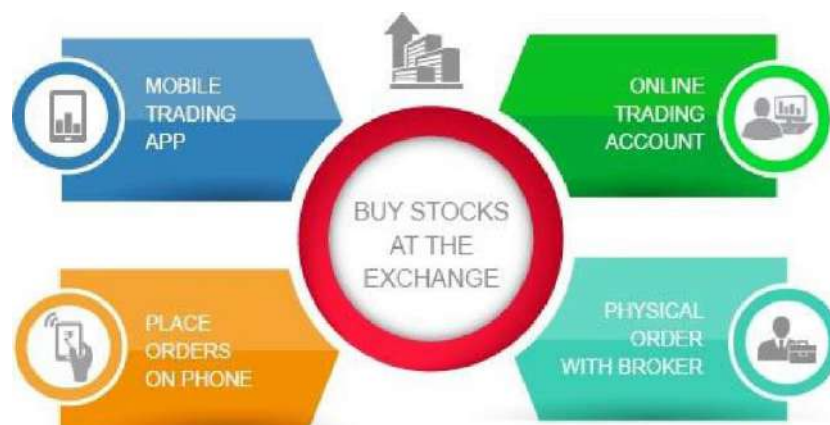 MOBILE
TRADING
APP
ONLINE
TRADING
ACCOUNT
BUY STOCKS
AT THE
EXCHANGE
PLACE
ORDERS
ON PHONE
₹
PHYSICAL
ORDER
WITH BROKER